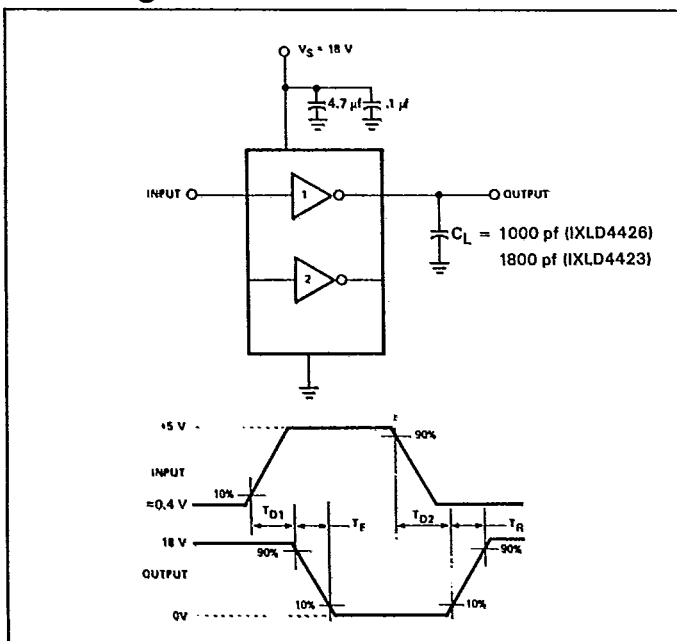 V_S = 18 V
4.7 μf
.1 μf
INPUT
1
OUTPUT
C_L = 1000 pf (IXLD4426)
1800 pf (IXLD4423)
2
+5 V
90%
INPUT
10%
≈0.4 V
T_D1
T_F
T_D2
T_R
18 V
90%
90%
OUTPUT
10%
10%
0V